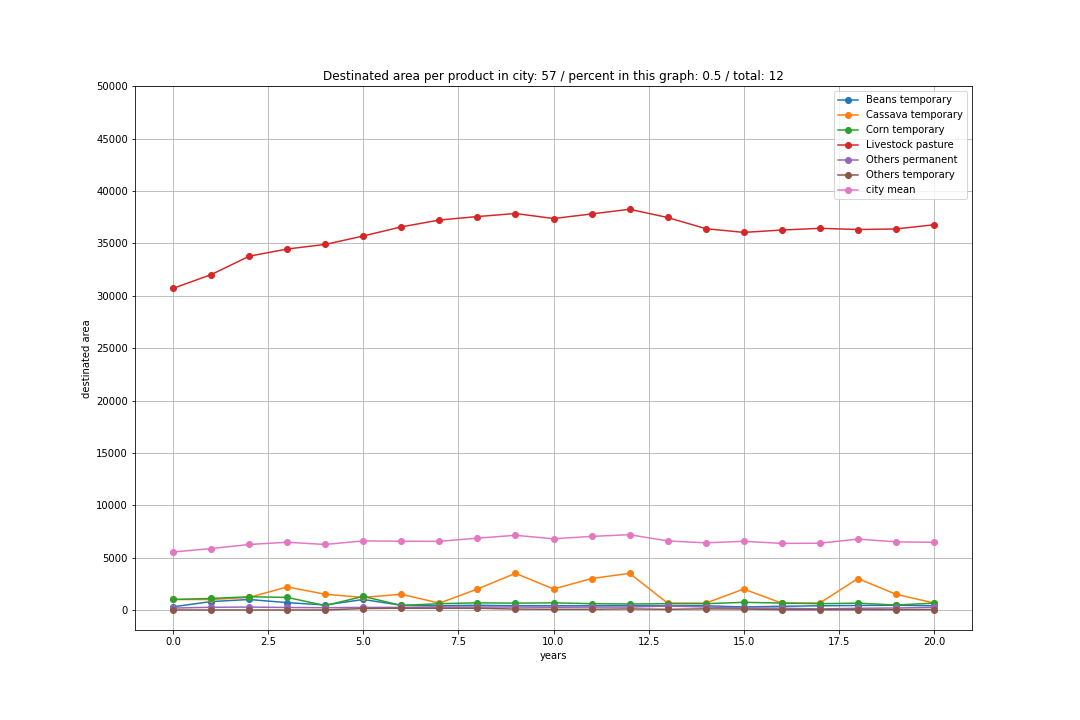 Destinated area per product in city: 57 / percent in this graph: 0.5 / total: 12
50000
45000
40000
35000
30000
25000
20000
15000
10000
5000
0
destinated area
Beans temporary
Cassava temporary
Corn temporary
Livestock pasture
Others permanent
Others temporary
city mean
0.0 2.5 5.0 7.5 10.0 12.5 15.0 17.5 20.0
years